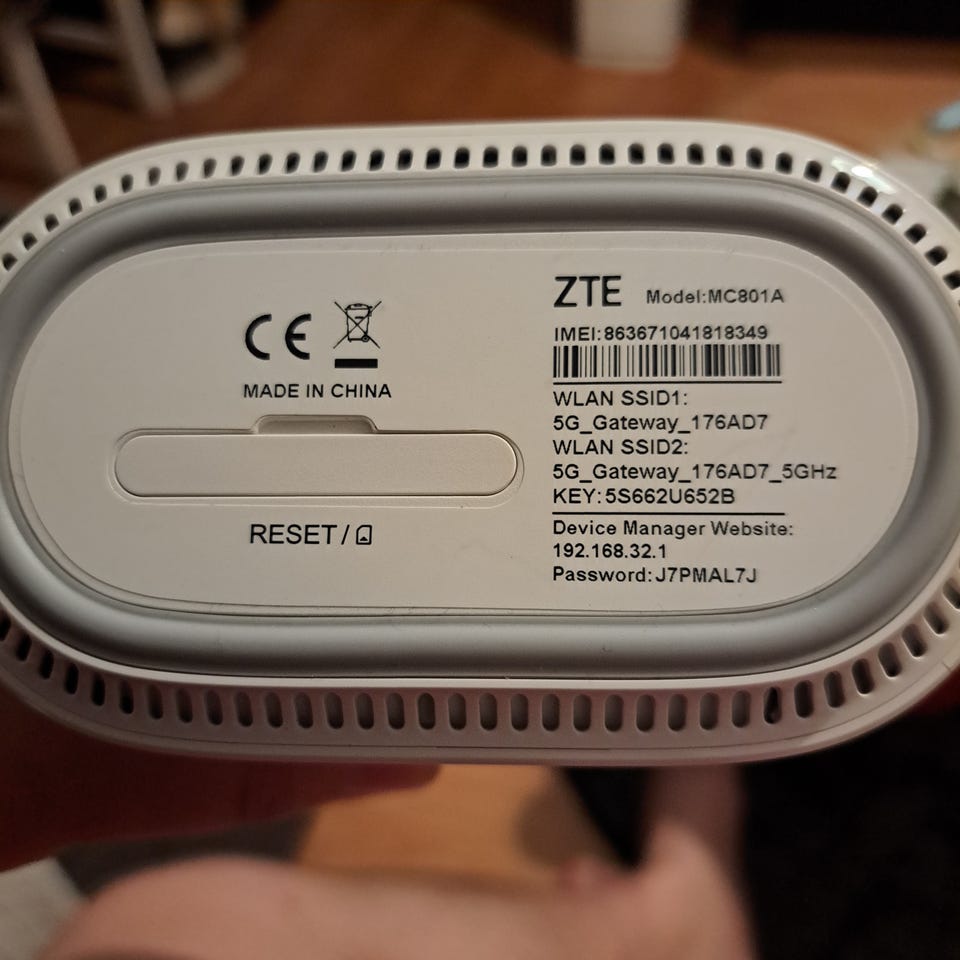 CE
MADE IN CHINA
RESET /
ZTE Model:MC801A
IMEI:863671041818349
WLAN SSID1:
5G_Gateway_176AD7
WLAN SSID2:
5G_Gateway_176AD7_5GHz
KEY:5S662U652B
Device Manager Website:
192.168.32.1
Password:J7PMAL7J